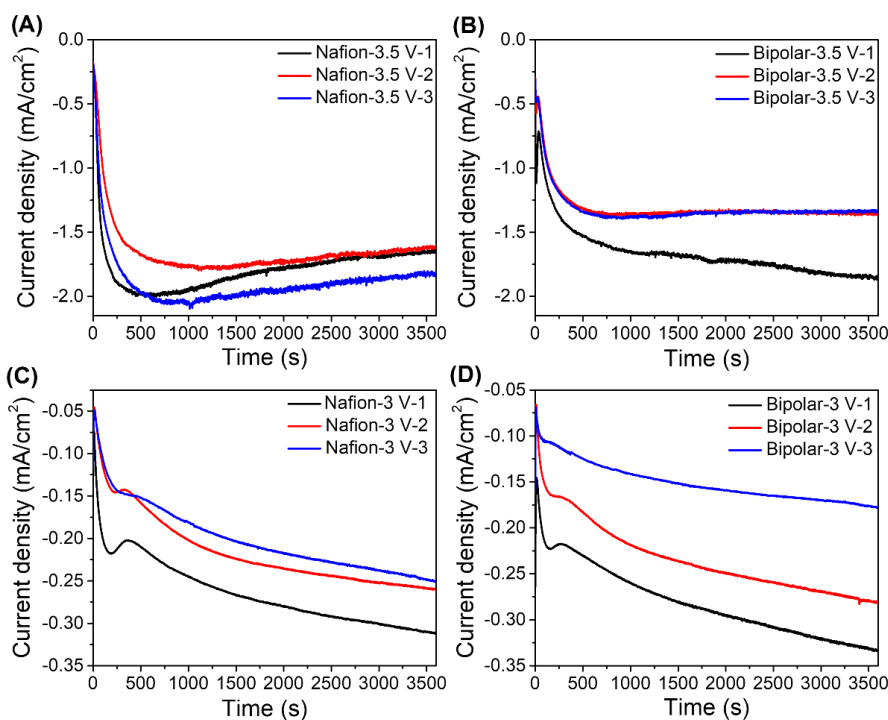 (A)
Nafion-3.5 V-1
Nafion-3.5 V-2
Nafion-3.5 V-3
0.0
-0.5
-1.0
-1.5
-2.0
Current density (mA/cm²)
0 500 1000 1500 2000 2500 3000 3500
Time (s)
(B)
Bipolar-3.5 V-1
Bipolar-3.5 V-2
Bipolar-3.5 V-3
0.0
-0.5
-1.0
-1.5
-2.0
Current density (mA/cm²)
0 500 1000 1500 2000 2500 3000 3500
Time (s)
(C)
Nafion-3 V-1
Nafion-3 V-2
Nafion-3 V-3
-0.05
-0.10
-0.15
-0.20
-0.25
-0.30
-0.35
Current density (mA/cm²)
0 500 1000 1500 2000 2500 3000 3500
Time (s)
(D)
Bipolar-3 V-1
Bipolar-3 V-2
Bipolar-3 V-3
-0.05
-0.10
-0.15
-0.20
-0.25
-0.30
-0.35
Current density (mA/cm²)
0 500 1000 1500 2000 2500 3000 3500
Time (s)